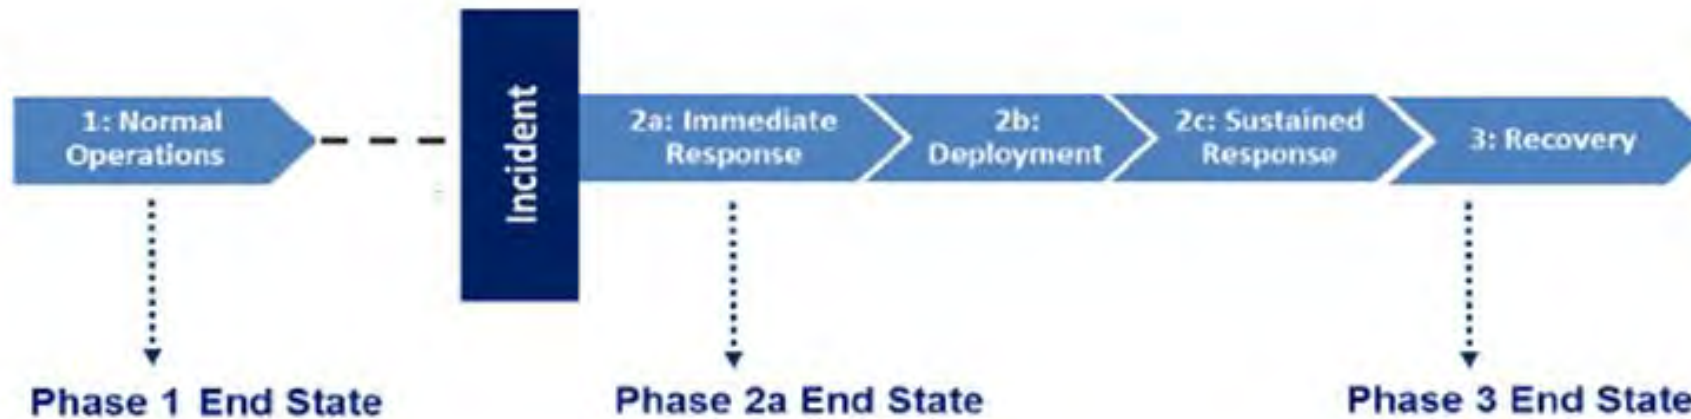 1: Normal
Operations
Incident
2a: Immediate
Response
2b:
Deployment
2c: Sustained
Response
3: Recovery
Phase 1 End State
Phase 2a End State
Phase 3 End State